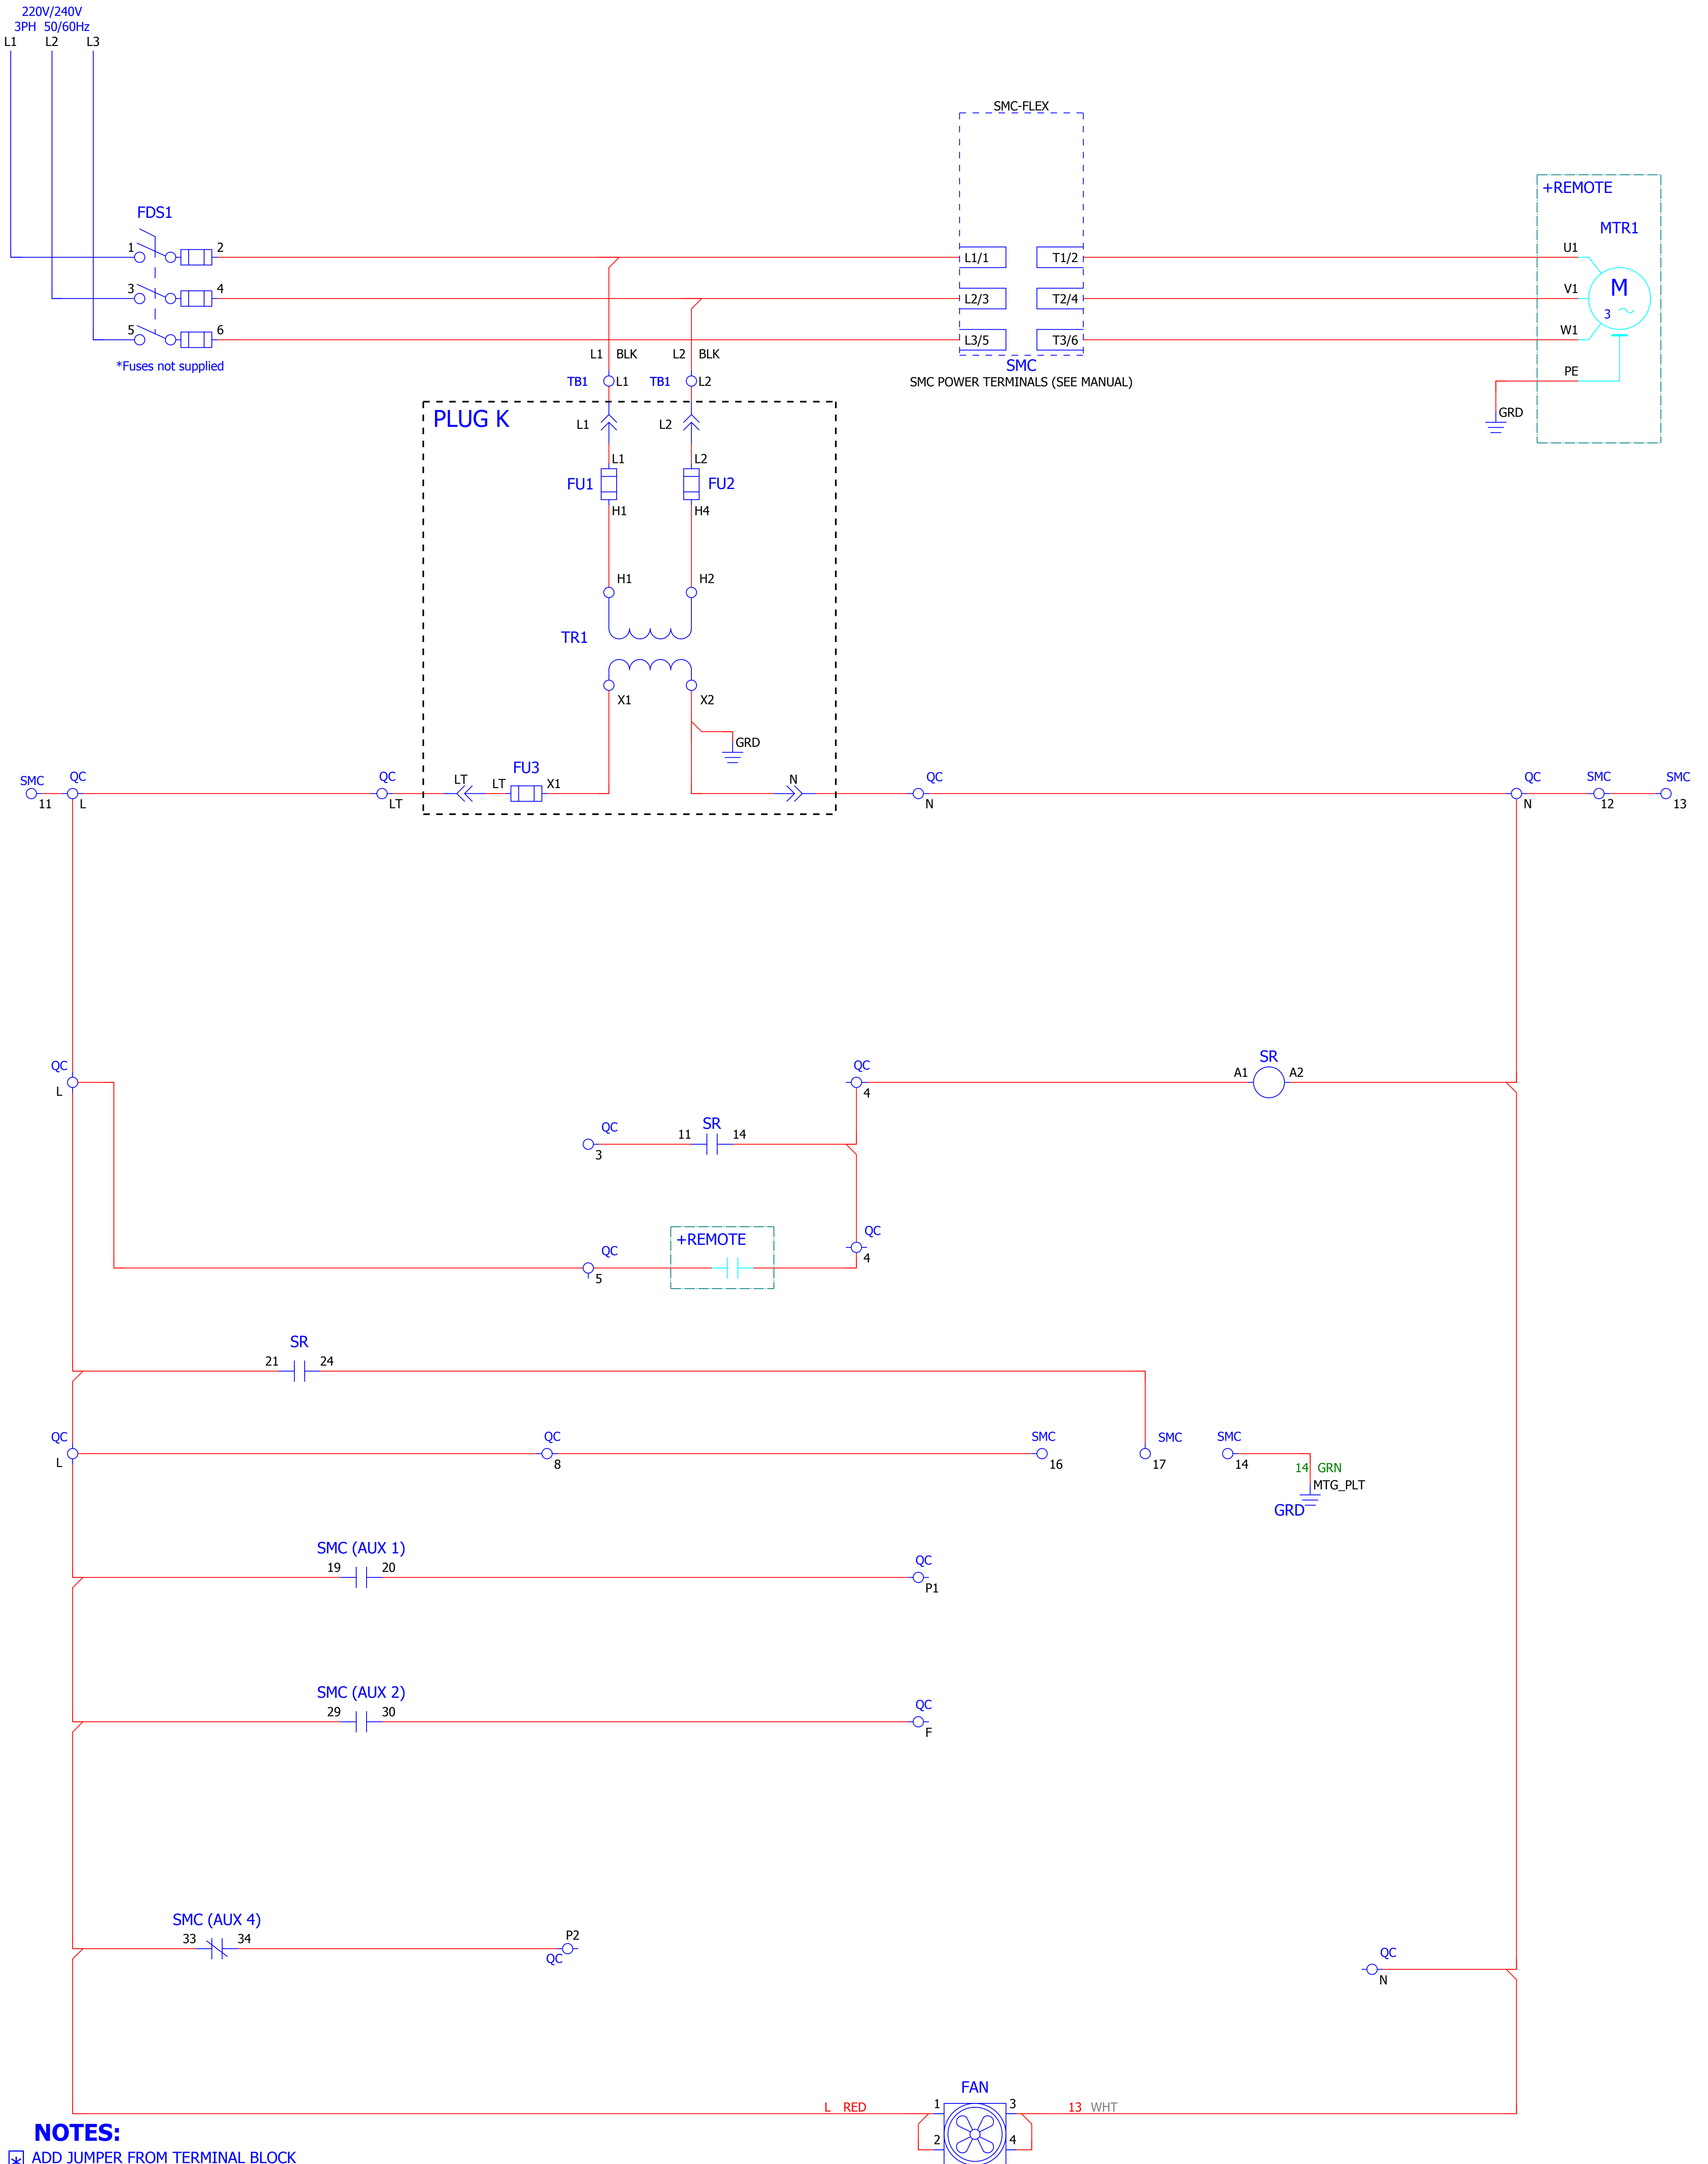 220V/240V
3PH 50/60Hz
L1 L2 L3
SMC-FLEX
+REMOTE
MTR1
FDS1
1 2 L1/1 T1/2 U1
3 4 L2/3 T2/4 V1 M
3
5 6 L3/5 T3/6 W1
*Fuses not supplied
L1 BLK L2 BLK
SMC
SMC POWER TERMINALS (SEE MANUAL)
PE
TB1 L1 TB1 L2
GRD
PLUG K
L1 L2
L1 L2
FU1 FU2
H1 H4
H1 H2
TR1
X1 X2
GRD
SMC QC QC LT LT FU3 X1 N QC QC SMC SMC
11 L LT N N 12 13
QC QC A1 SR A2
L 4
QC 11 SR 14
3
QC +REMOTE QC
5 4
SR
21 24
QC QC SMC SMC SMC
L 8 16 17 14
14 GRN
MTG_PLT
GRD
SMC (AUX 1)
19 20 QC
P1
SMC (AUX 2)
29 30 QC
F
SMC (AUX 4)
33 34 P2
QC
QC
N
FAN
L RED 1 3 13 WHT
2 4
NOTES:
* ADD JUMPER FROM TERMINAL BLOCK